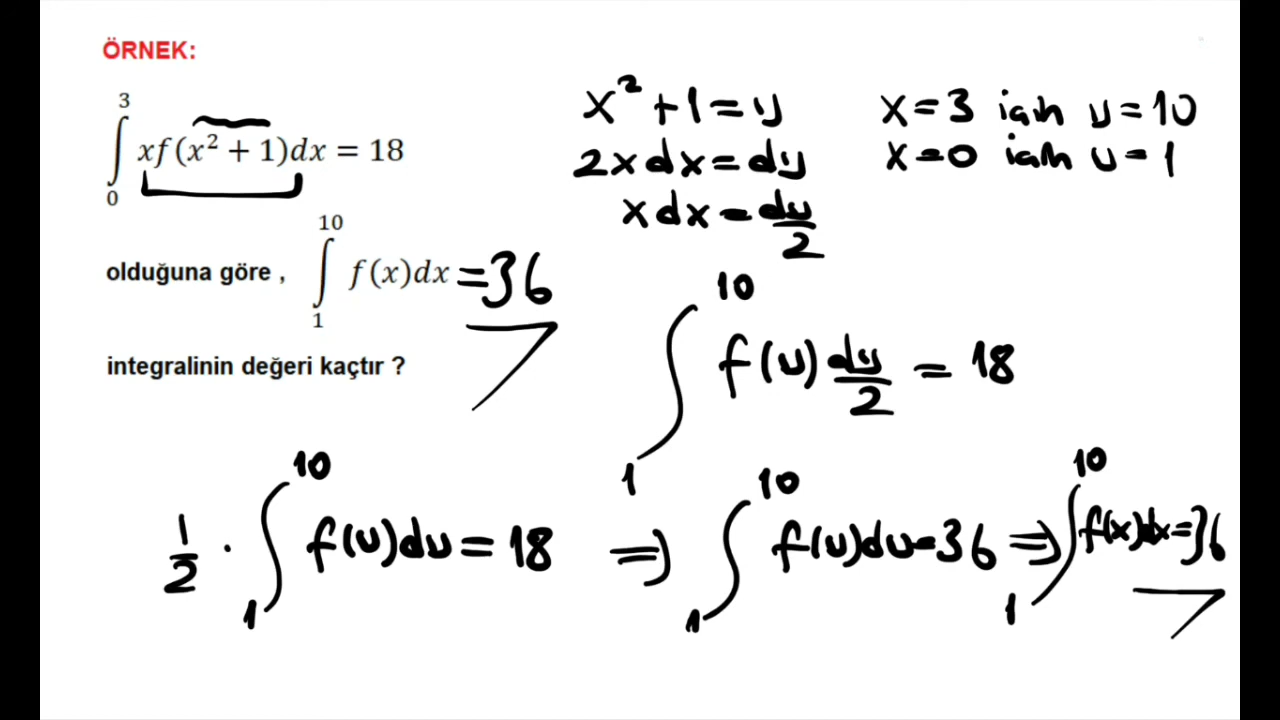 ÖRNEK:
∫₀³ xf(x² + 1)dx = 18
olduğuna göre , ∫₁¹⁰ f(x)dx =36
integralinin değeri kaçtır ?
x² + 1 = u
2x dx = du
x dx = du/2
x = 3 için u = 10
x = 0 için u = 1
∫₁¹⁰ f(u) du/2 = 18
1/2 · ∫₁¹⁰ f(u)du = 18 ⇒ ∫₁¹⁰ f(u)du = 36 ⇒ ∫₁¹⁰ f(x)dx = 36